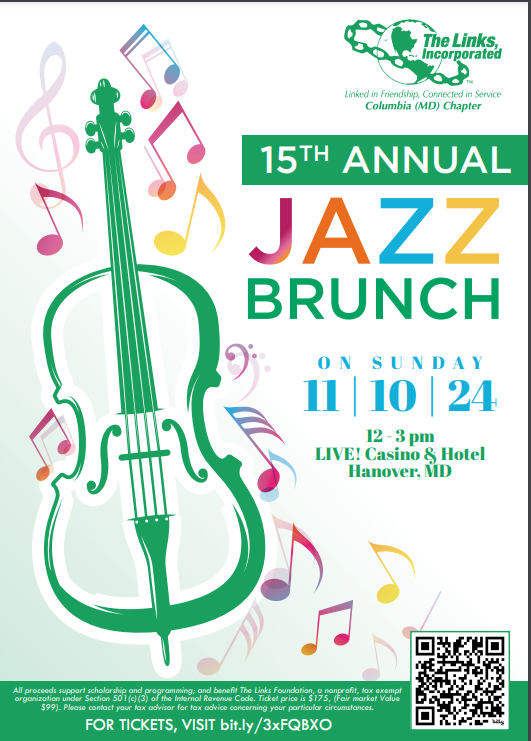 The Links,
Incorporated
TM
Linked in Friendship, Connected in Service
Columbia (MD) Chapter
15TH ANNUAL
JAZZ
BRUNCH
ON SUNDAY
11 | 10 | 24
12 - 3 pm
LIVE! Casino & Hotel
Hanover, MD
All proceeds support scholarship and programming; and benefit The Links Foundation, a nonprofit, tax exempt
organization under Section 501(c)(3) of the Internal Revenue Code. Ticket price is $175, (Fair market Value
$99). Please contact your tax advisor for tax advice concerning your particular circumstances.
FOR TICKETS, VISIT bit.ly/3xFQBXO
bitly